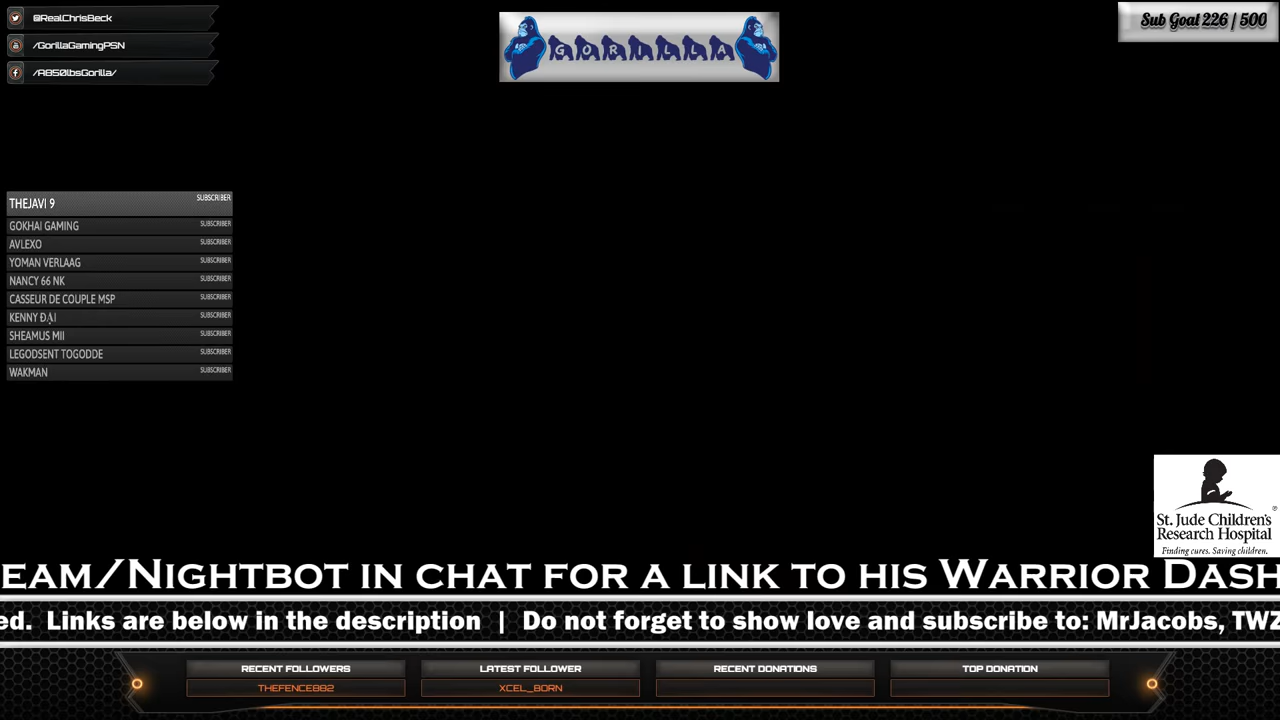 @RealChrisBeck
/GorillaGamingPSN
/A850lbsGorilla/
GORILLA
Sub Goal 226 / 500
THEJAVI 9 SUBSCRIBER
GOKHAI GAMING SUBSCRIBER
AVLEXO SUBSCRIBER
YOMAN VERLAAG SUBSCRIBER
NANCY 66 NK SUBSCRIBER
CASSEUR DE COUPLE MSP SUBSCRIBER
KENNY ĐẠI SUBSCRIBER
SHEAMUS MII SUBSCRIBER
LEGODSENT TOGODDE SUBSCRIBER
WAKMAN SUBSCRIBER
St. Jude Children's
Research Hospital
®
Finding cures. Saving children.
EAM/NIGHTBOT IN CHAT FOR A LINK TO HIS WARRIOR DASH
ed. Links are below in the description | Do not forget to show love and subscribe to: MrJacobs, TWZ
RECENT FOLLOWERS LATEST FOLLOWER RECENT DONATIONS TOP DONATION
THEFENCE882 XCEL_BORN